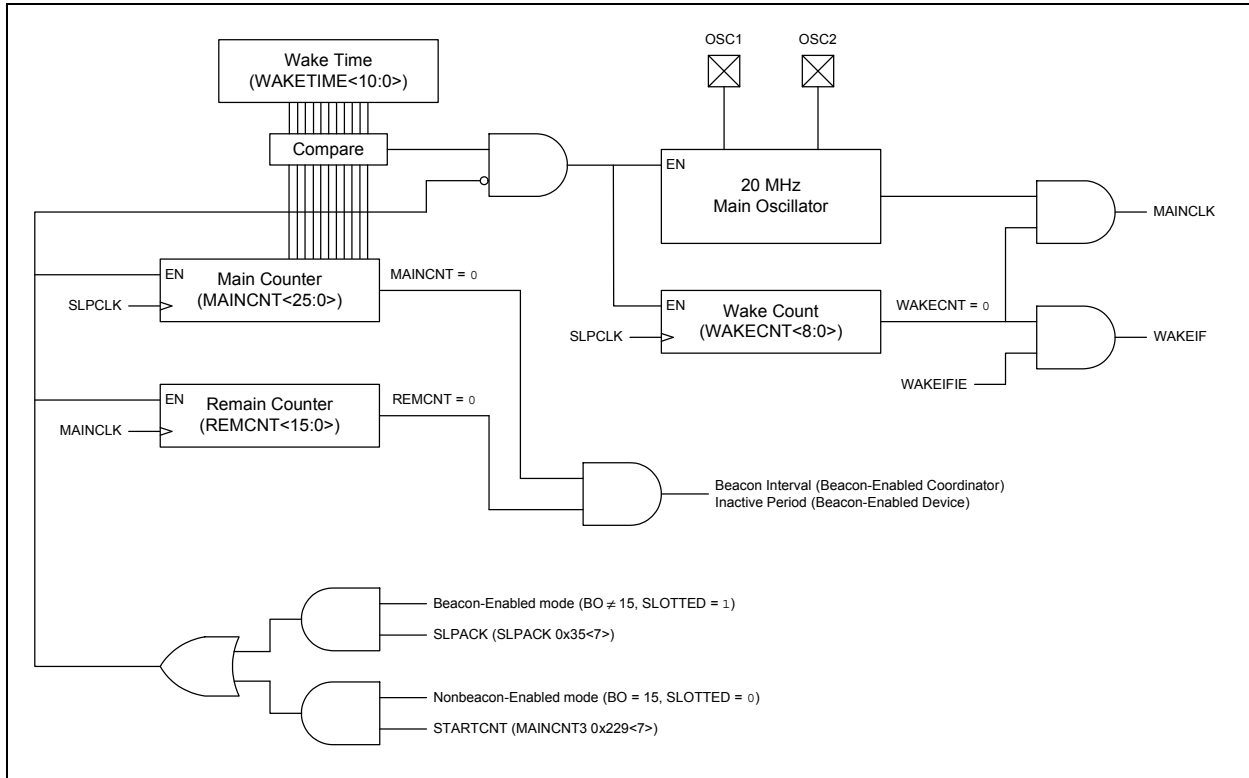 OSC1 OSC2
Wake Time
(WAKETIME<10:0>)
Compare
EN
20 MHz
Main Oscillator
MAINCLK
EN
Main Counter
(MAINCNT<25:0>)
MAINCNT = 0
SLPCLK
EN
Wake Count
(WAKECNT<8:0>)
WAKECNT = 0
SLPCLK
WAKEIF
WAKEIFIE
EN
Remain Counter
(REMCNT<15:0>)
REMCNT = 0
MAINCLK
Beacon Interval (Beacon-Enabled Coordinator)
Inactive Period (Beacon-Enabled Device)
Beacon-Enabled mode (BO ≠ 15, SLOTTED = 1)
SLPACK (SLPACK 0x35<7>)
Nonbeacon-Enabled mode (BO = 15, SLOTTED = 0)
STARTCNT (MAINCNT3 0x229<7>)